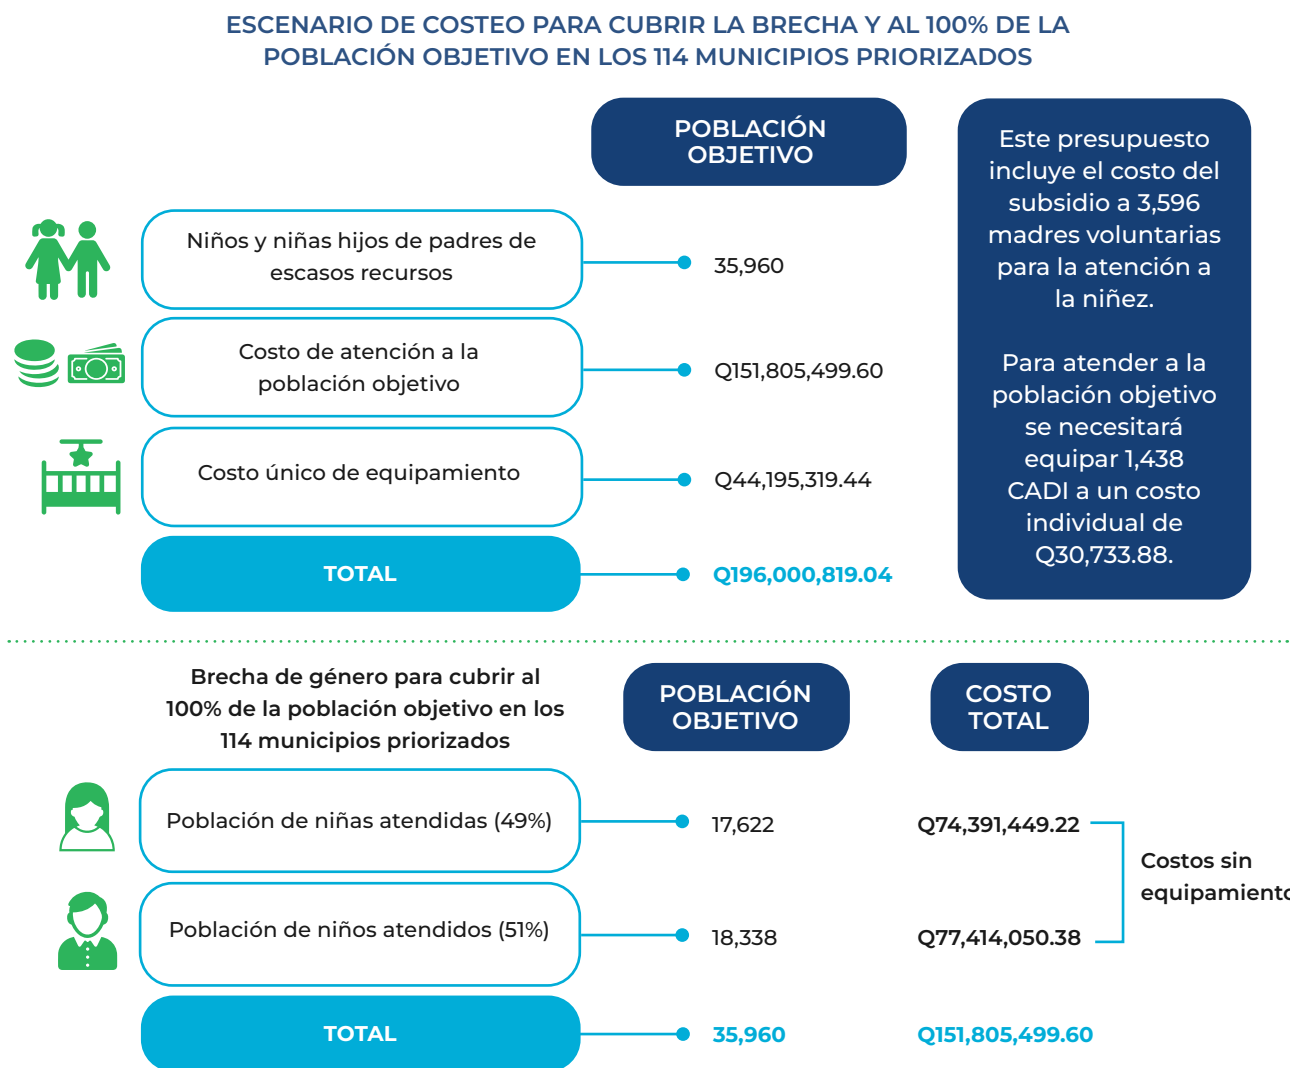 ESCENARIO DE COSTEO PARA CUBRIR LA BRECHA Y AL 100% DE LA
POBLACIÓN OBJETIVO EN LOS 114 MUNICIPIOS PRIORIZADOS
POBLACIÓN
OBJETIVO
Niños y niñas hijos de padres de
escasos recursos
35,960
Costo de atención a la
población objetivo
Q151,805,499.60
Costo único de equipamiento
Q44,195,319.44
TOTAL
Q196,000,819.04
Este presupuesto
incluye el costo del
subsidio a 3,596
madres voluntarias
para la atención a
la niñez.
Para atender a la
población objetivo
se necesitará
equipar 1,438
CADI a un costo
individual de
Q30,733.88.
Brecha de género para cubrir al
100% de la población objetivo en los
114 municipios priorizados
POBLACIÓN
OBJETIVO
COSTO
TOTAL
Población de niñas atendidas (49%)
17,622
Q74,391,449.22
Población de niños atendidos (51%)
18,338
Q77,414,050.38
Costos sin
equipamiento
TOTAL
35,960
Q151,805,499.60